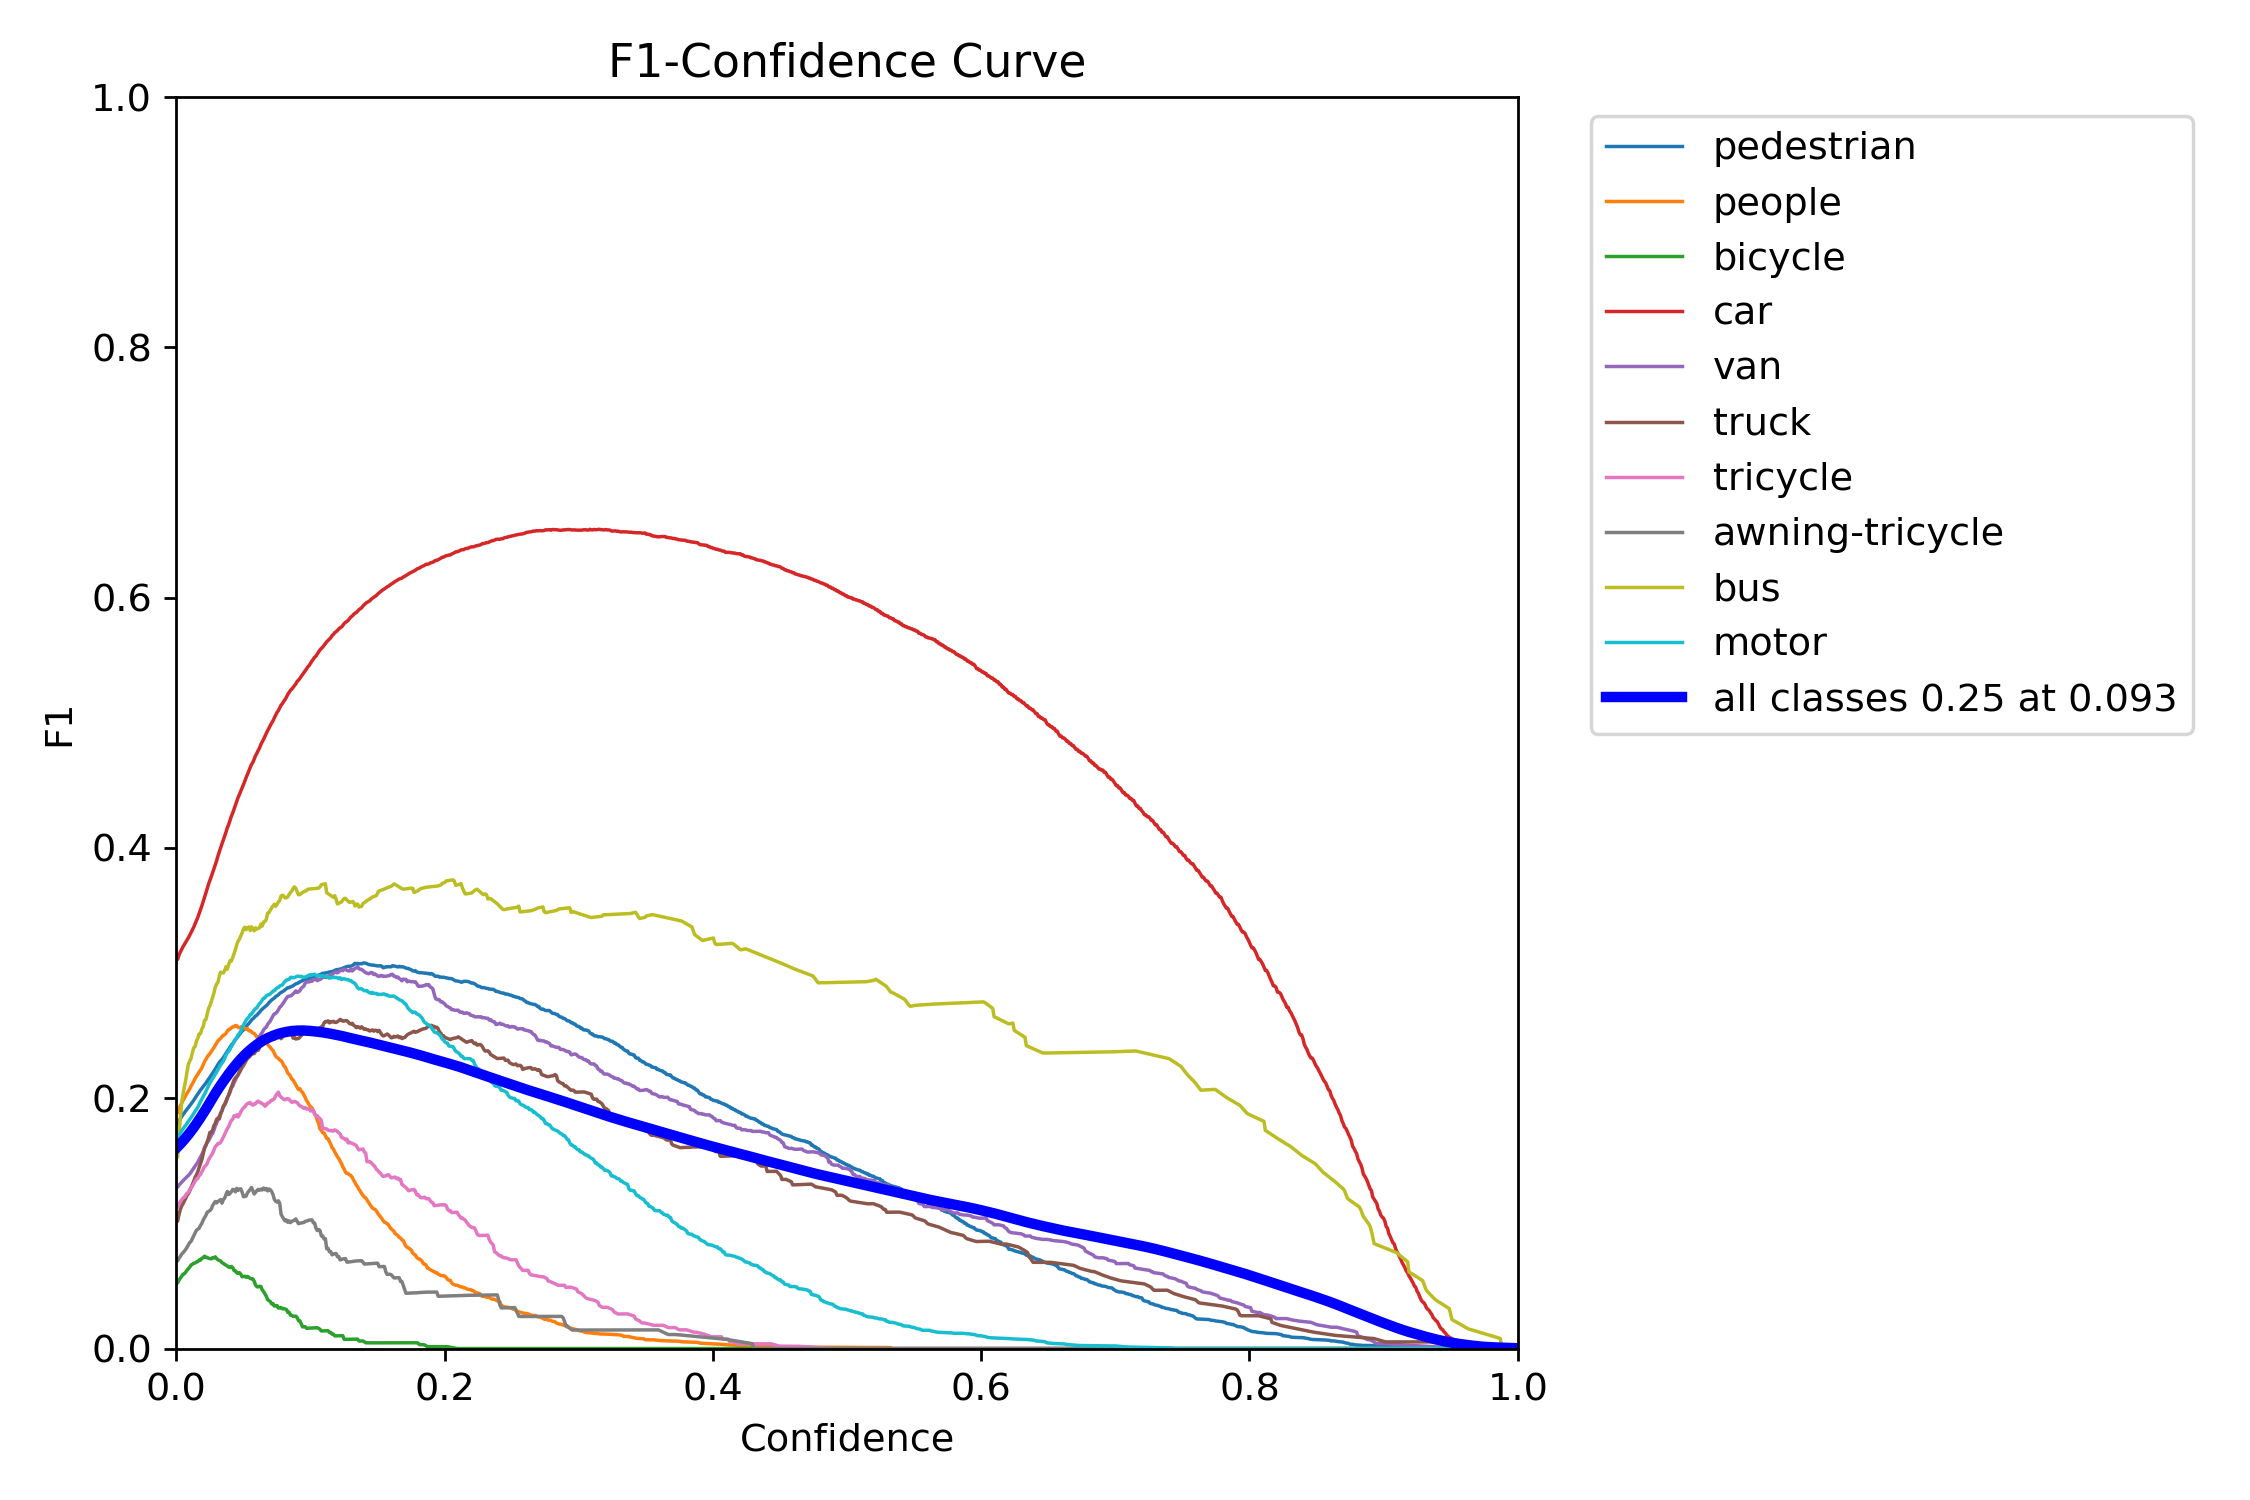 F1-Confidence Curve
1.0
0.8
0.6
0.4
0.2
0.0
F1
0.0 0.2 0.4 0.6 0.8 1.0
Confidence
pedestrian
people
bicycle
car
van
truck
tricycle
awning-tricycle
bus
motor
all classes 0.25 at 0.093